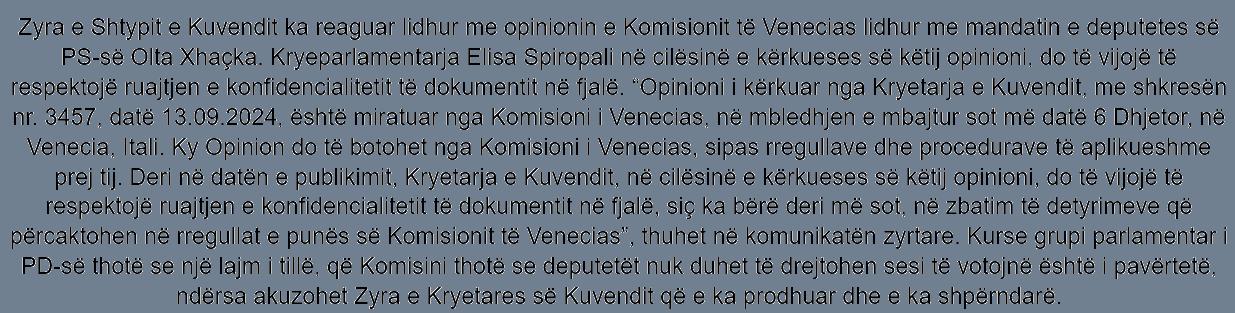 Zyra e Shtypit e Kuvendit ka reaguar lidhur me opinionin e Komisionit të Venecias lidhur me mandatin e deputetes së
PS-së Olta Xhaçka. Kryeparlamentarja Elisa Spiropali në cilësinë e kërkueses së këtij opinioni, do të vijojë të
respektojë ruajtjen e konfidencialitetit të dokumentit në fjalë. “Opinioni i kërkuar nga Kryetarja e Kuvendit, me shkresën
nr. 3457, datë 13.09.2024, është miratuar nga Komisioni i Venecias, në mbledhjen e mbajtur sot më datë 6 Dhjetor, në
Venecia, Itali. Ky Opinion do të botohet nga Komisioni i Venecias, sipas rregullave dhe procedurave të aplikueshme
prej tij. Deri në datën e publikimit, Kryetarja e Kuvendit, në cilësinë e kërkueses së këtij opinioni, do të vijojë të
respektojë ruajtjen e konfidencialitetit të dokumentit në fjalë, siç ka bërë deri më sot, në zbatim të detyrimeve që
përcaktohen në rregullat e punës së Komisionit të Venecias”, thuhet në komunikatën zyrtare. Kurse grupi parlamentar i
PD-së thotë se një lajm i tillë, që Komisini thotë se deputetët nuk duhet të drejtohen sesi të votojnë është i pavërtetë,
ndërsa akuzohet Zyra e Kryetares së Kuvendit që e ka prodhuar dhe e ka shpërndarë.